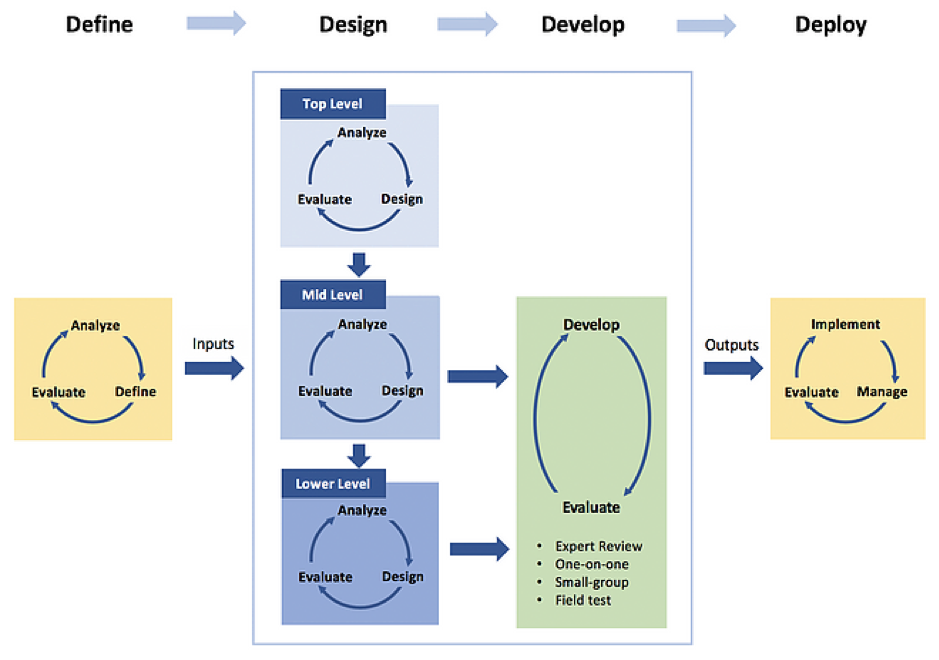 Define
Design
Develop
Deploy
Top Level
Analyze
Evaluate
Design
Mid Level
Analyze
Evaluate
Design
Lower Level
Analyze
Evaluate
Design
Analyze
Evaluate
Define
Inputs
Develop
Evaluate
• Expert Review
• One-on-one
• Small-group
• Field test
Outputs
Implement
Evaluate
Manage